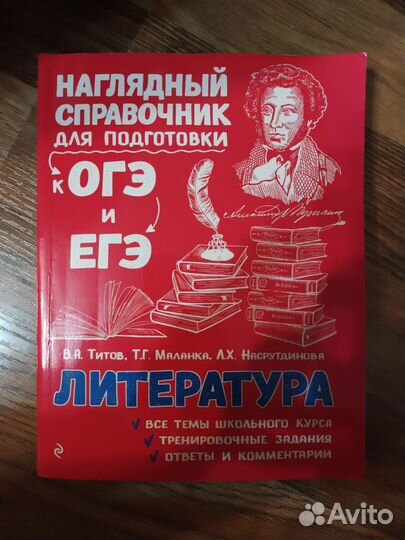 НАГЛЯДНЫЙ
СПРАВОЧНИК
ДЛЯ ПОДГОТОВКИ
К ОГЭ
И
ЕГЭ
В.А. ТИТОВ, Т.Г. МАЛАНКА, Л.Х. НАСРУТДИНОВА
ЛИТЕРАТУРА
ВСЕ ТЕМЫ ШКОЛЬНОГО КУРСА
ТРЕНИРОВОЧНЫЕ ЗАДАНИЯ
ОТВЕТЫ И КОММЕНТАРИИ
Avito